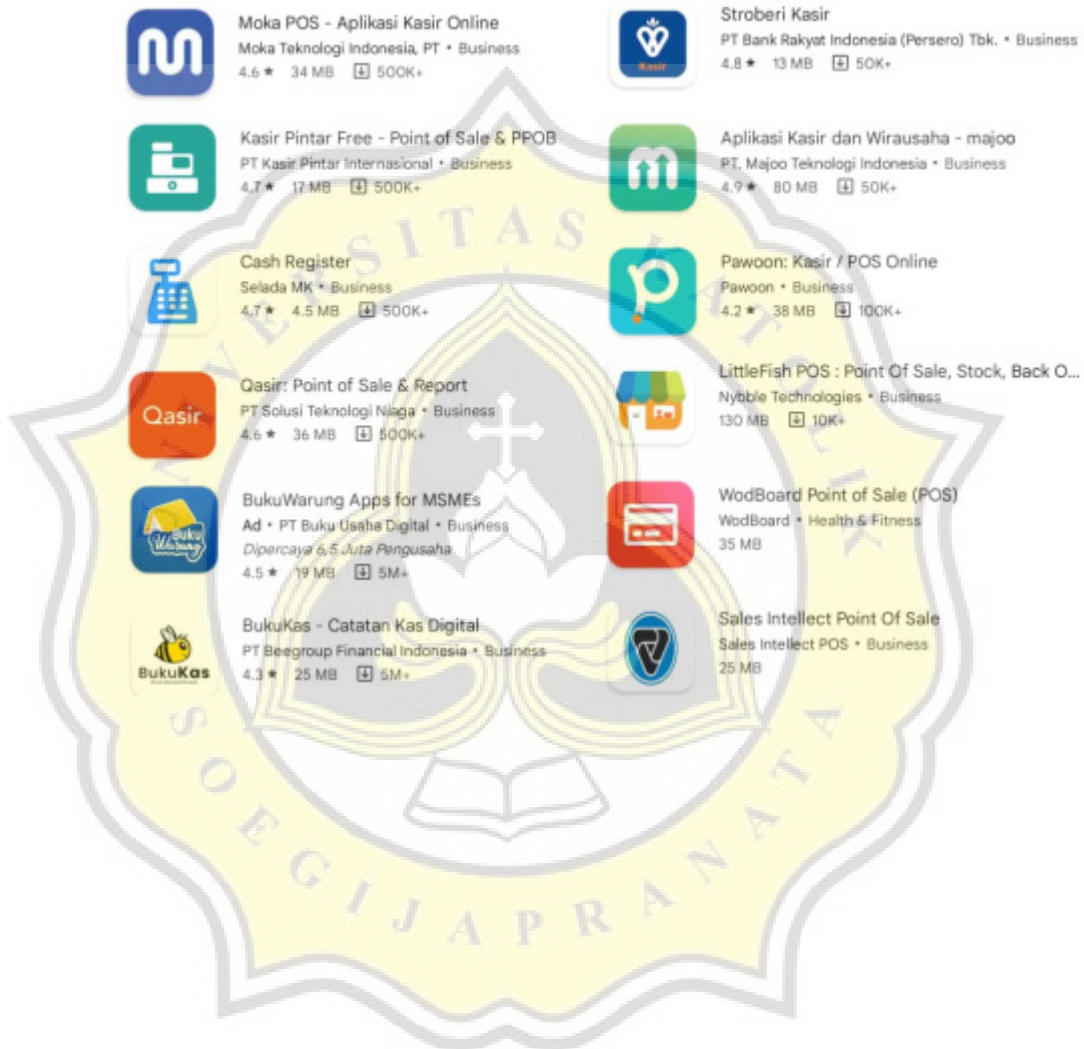 Moka POS - Aplikasi Kasir Online
Moka Teknologi Indonesia, PT • Business
4.6 ★ 34 MB 500K+
Kasir Pintar Free - Point of Sale & PPOB
PT Kasir Pintar Internasional • Business
4.7 ★ 17 MB 500K+
Cash Register
Selada MK • Business
4.7 ★ 4.5 MB 500K+
Qasir
Qasir: Point of Sale & Report
PT Solusi Teknologi Niaga • Business
4.6 ★ 36 MB 500K+
Buku
Warung
BukuWarung Apps for MSMEs
Ad • PT Buku Usaha Digital • Business
Dipercaya 6,5 Juta Pengusaha
4.5 ★ 19 MB 5M+
BukuKas
BukuKas - Catatan Kas Digital
PT Beegroup Financial Indonesia • Business
4.3 ★ 25 MB 5M+
Kasir
Stroberi Kasir
PT Bank Rakyat Indonesia (Persero) Tbk. • Business
4.8 ★ 13 MB 50K+
Aplikasi Kasir dan Wirausaha - majoo
PT. Majoo Teknologi Indonesia • Business
4.9 ★ 80 MB 50K+
Pawoon: Kasir / POS Online
Pawoon • Business
4.2 ★ 38 MB 100K+
LittleFish POS : Point Of Sale, Stock, Back O...
Nybble Technologies • Business
130 MB 10K+
WodBoard Point of Sale (POS)
WodBoard • Health & Fitness
35 MB
Sales Intellect Point Of Sale
Sales Intellect POS • Business
25 MB
UNIVERSITAS KATOLIK
SOEGIJAPRANATA